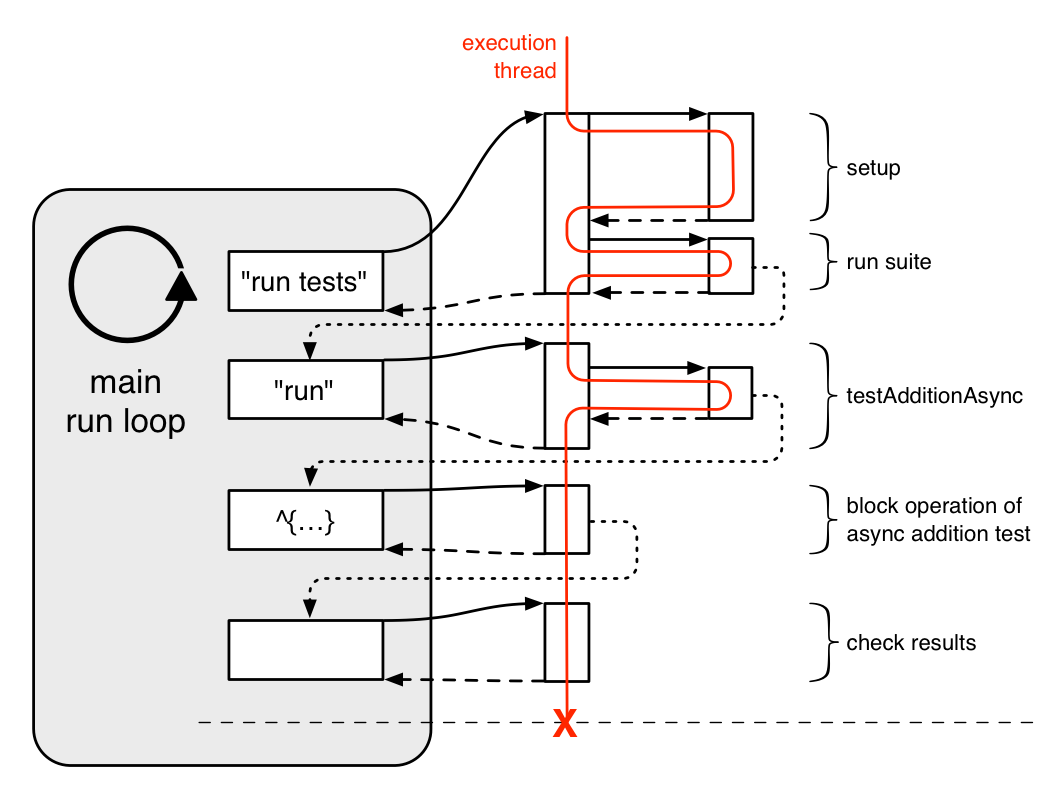 execution
thread
setup
"run tests"
run suite
main
run loop
"run"
testAdditionAsync
^{…}
block operation of
async addition test
check results
X